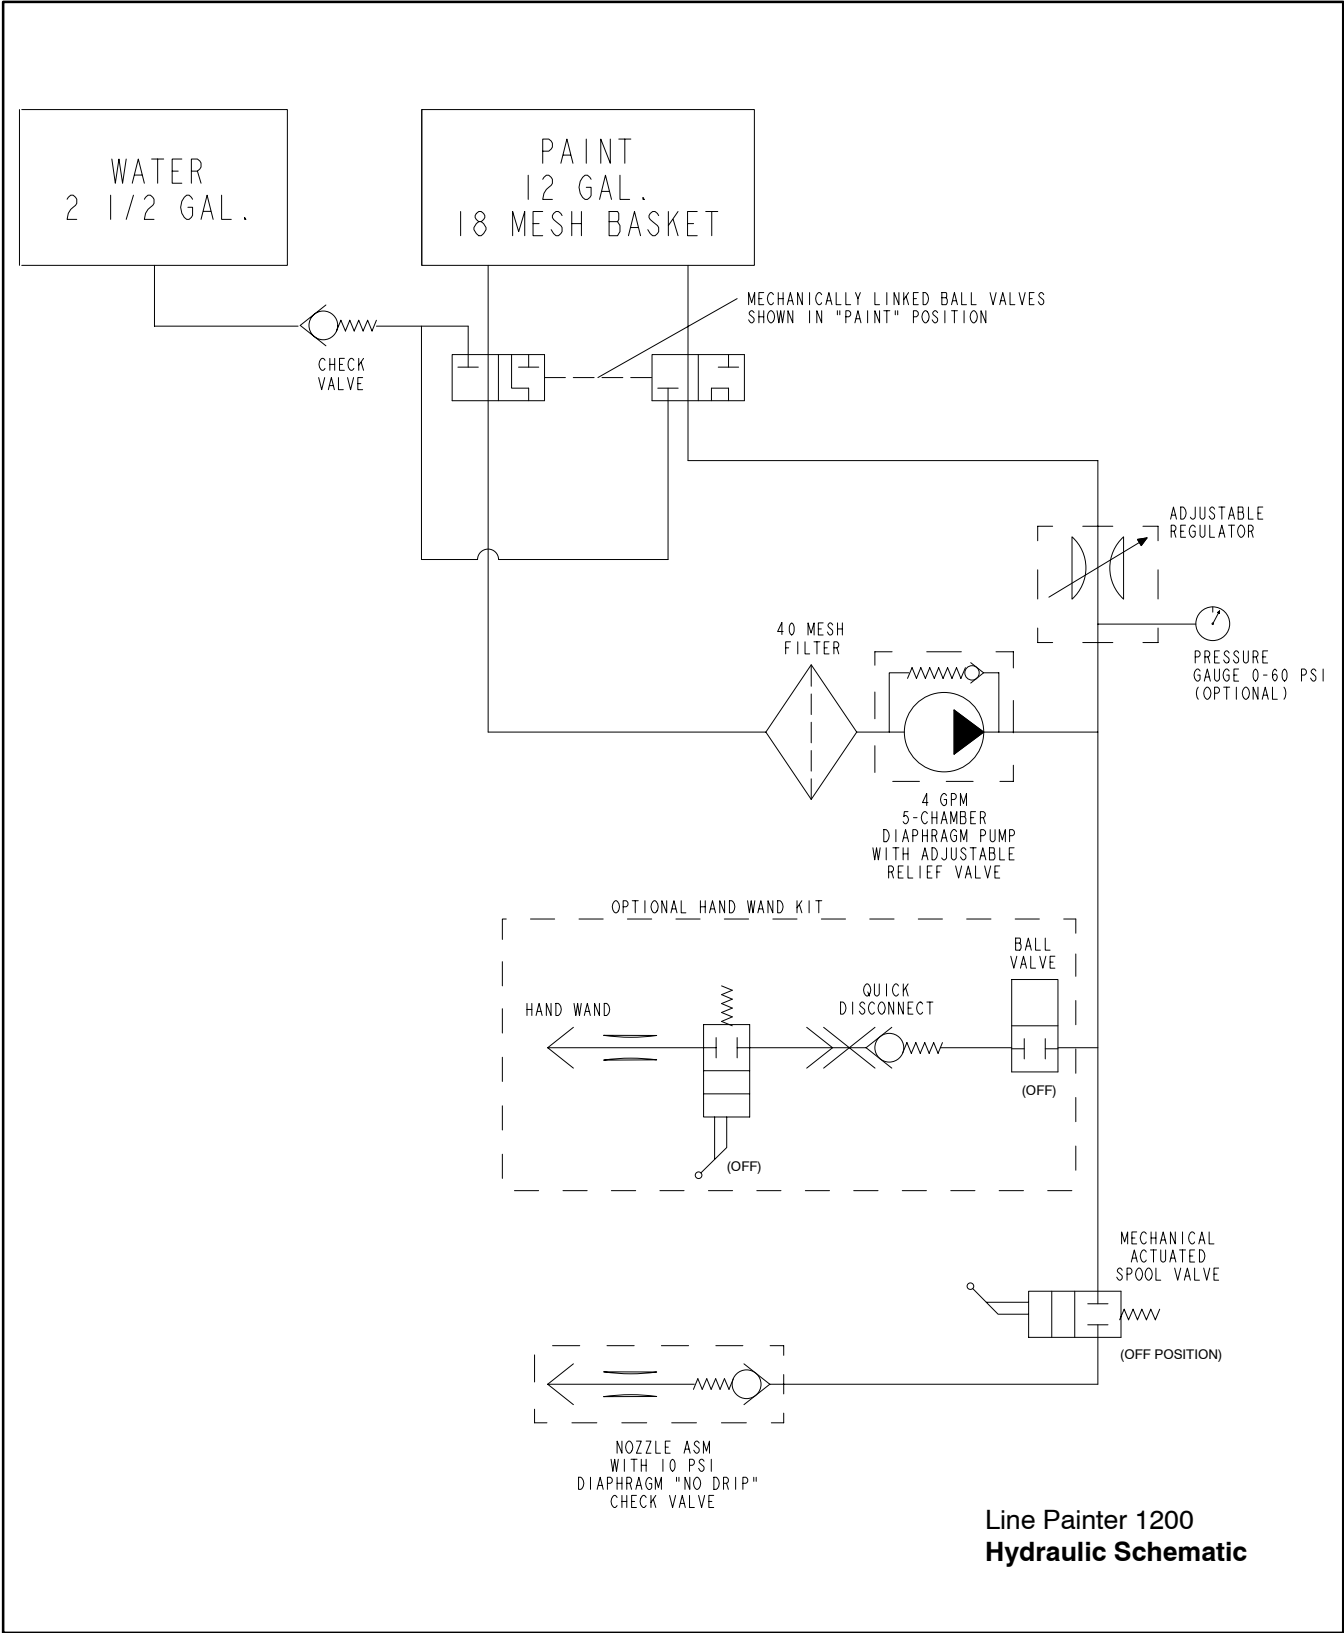 WATER
2 1/2 GAL.
PAINT
12 GAL.
18 MESH BASKET
MECHANICALLY LINKED BALL VALVES
SHOWN IN "PAINT" POSITION
CHECK
VALVE
ADJUSTABLE
REGULATOR
40 MESH
FILTER
PRESSURE
GAUGE 0-60 PSI
(OPTIONAL)
4 GPM
5-CHAMBER
DIAPHRAGM PUMP
WITH ADJUSTABLE
RELIEF VALVE
OPTIONAL HAND WAND KIT
BALL
VALVE
QUICK
DISCONNECT
HAND WAND
(OFF)
(OFF)
MECHANICAL
ACTUATED
SPOOL VALVE
(OFF POSITION)
NOZZLE ASM
WITH 10 PSI
DIAPHRAGM "NO DRIP"
CHECK VALVE
Line Painter 1200
Hydraulic Schematic